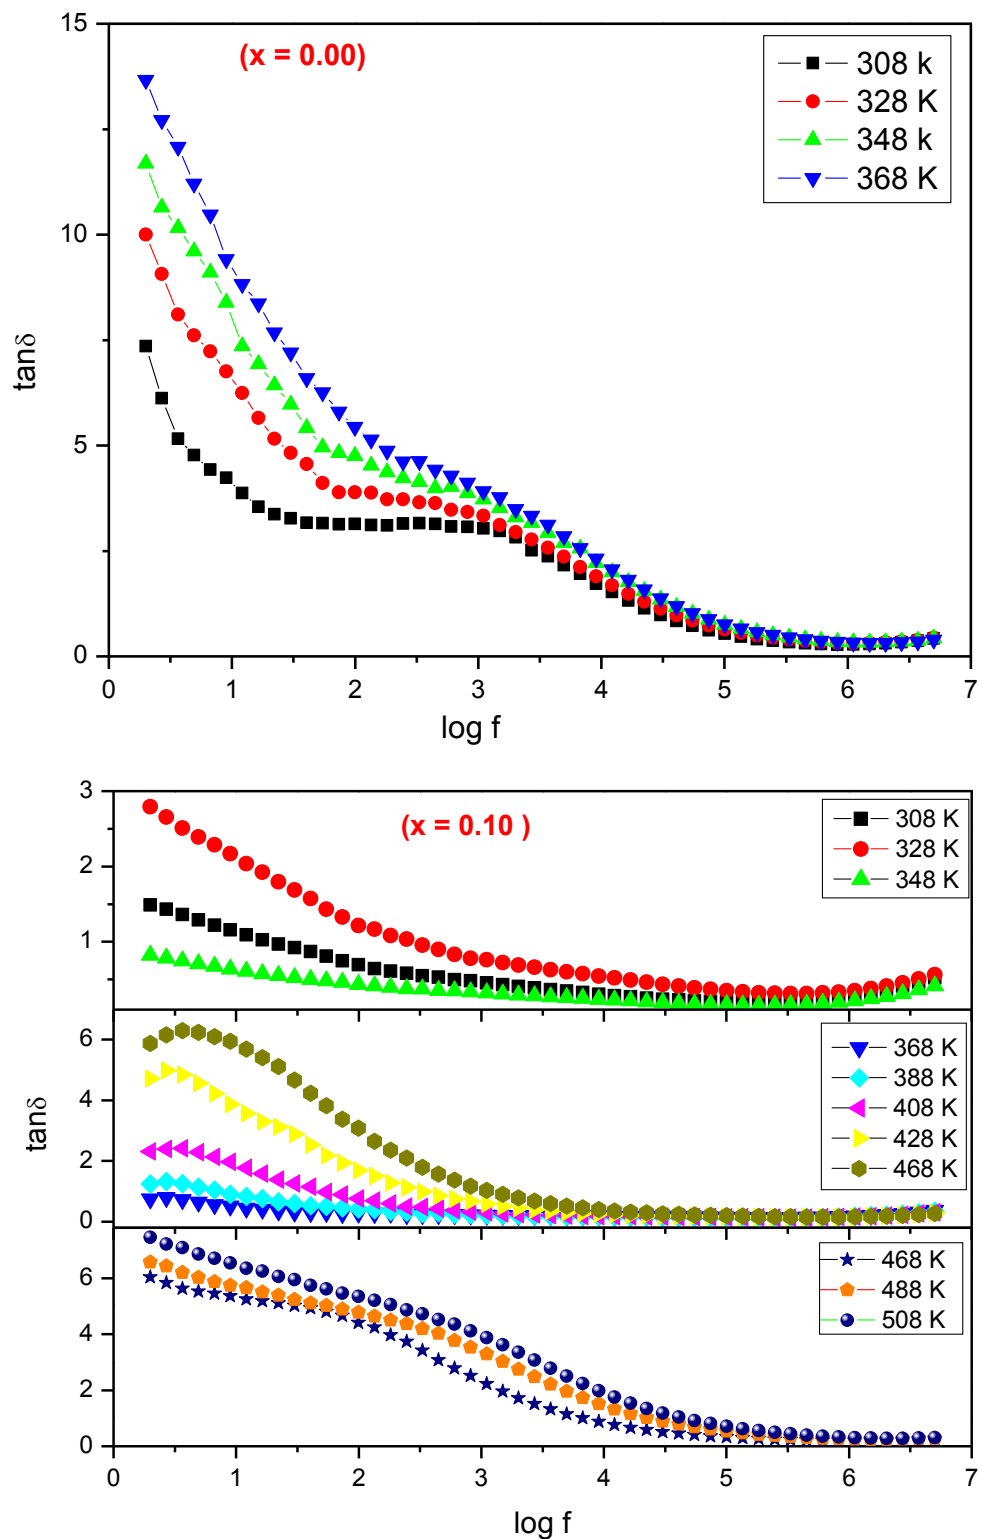 (x = 0.00)
308 k
328 K
348 k
368 K
15
10
5
0
tanδ
0 1 2 3 4 5 6 7
log f
(x = 0.10 )
308 K
328 K
348 K
3
2
1
368 K
388 K
408 K
428 K
468 K
6
4
2
0
tanδ
468 K
488 K
508 K
6
4
2
0
0 1 2 3 4 5 6 7
log f